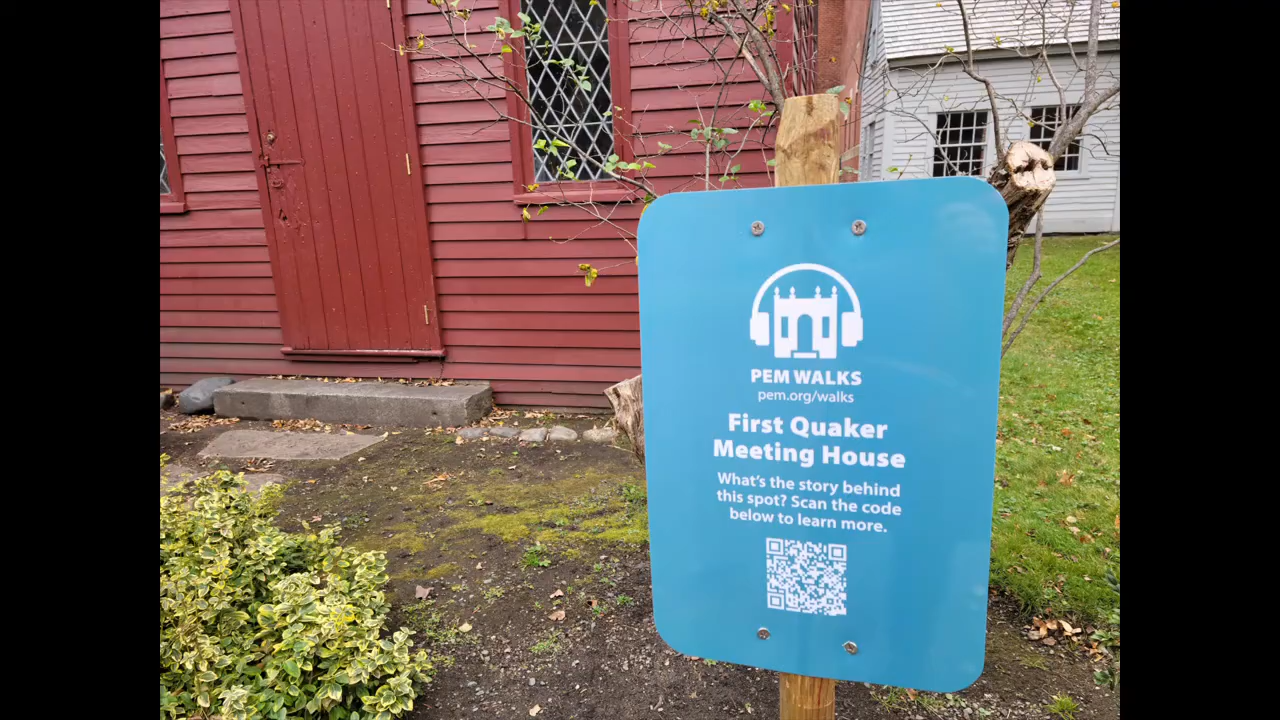 PEM WALKS
pem.org/walks
First Quaker
Meeting House
What's the story behind
this spot? Scan the code
below to learn more.